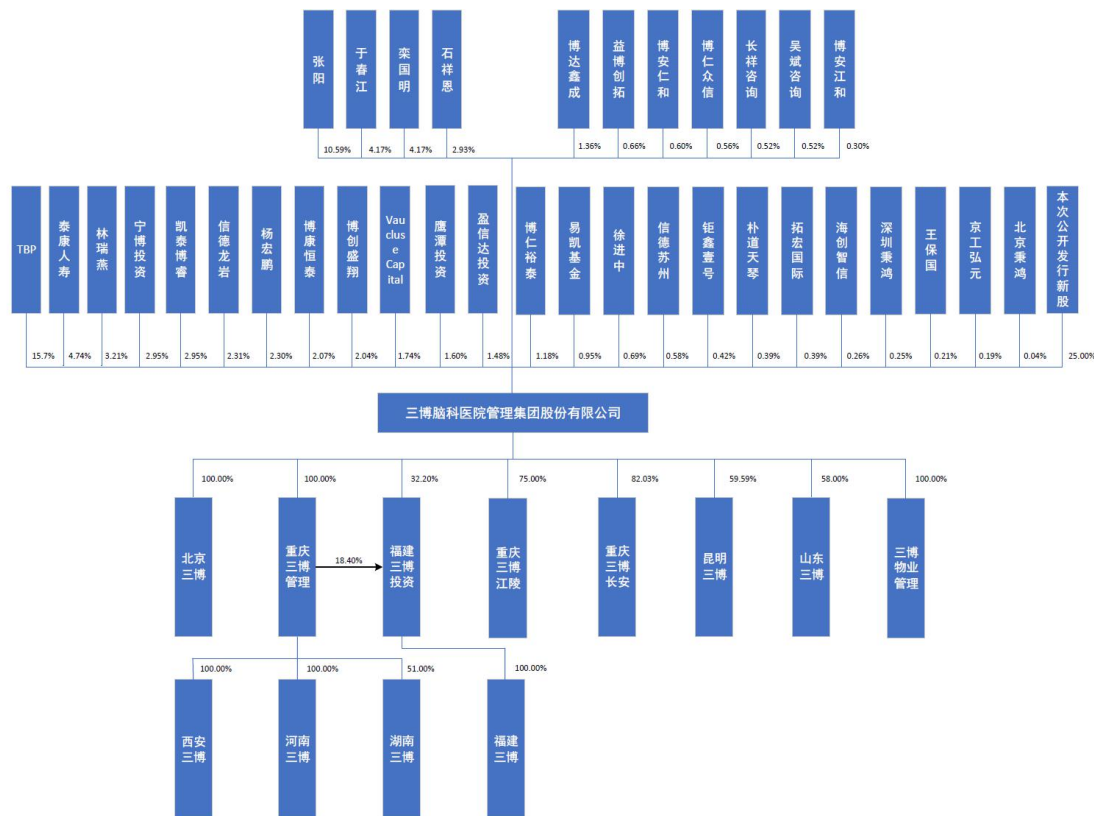 张阳
于春江
栾国明
石祥恩
博达鑫成
益博创拓
博安仁和
博仁众信
长祥咨询
吴斌咨询
博安江和
10.59%
4.17%
4.17%
2.93%
1.36%
0.66%
0.60%
0.56%
0.52%
0.52%
0.30%
TBP
泰康人寿
林瑞燕
宁博投资
凯泰博睿
信德龙岩
杨宏鹏
博康恒泰
博创盛翔
Vau
clus
e
Cap
ital
鹰潭投资
盈信达投资
博仁裕泰
易凯基金
徐进中
信德苏州
钜鑫壹号
朴道天琴
拓宏国际
海创智信
深圳秉鸿
王保国
京工弘元
北京秉鸿
本次公开发行新股
15.7%
4.74%
3.21%
2.95%
2.95%
2.31%
2.30%
2.07%
2.04%
1.74%
1.60%
1.48%
1.18%
0.95%
0.69%
0.58%
0.42%
0.39%
0.39%
0.26%
0.25%
0.21%
0.19%
0.04%
25.00%
三博脑科医院管理集团股份有限公司
100.00%
100.00%
32.20%
75.00%
82.03%
59.59%
58.00%
100.00%
北京
三博
重庆
三博
管理
18.40%
福建
三博
投资
重庆
三博
江陵
重庆
三博
长安
昆明
三博
山东
三博
三博
物业
管理
100.00%
100.00%
51.00%
100.00%
西安
三博
河南
三博
湖南
三博
福建
三博